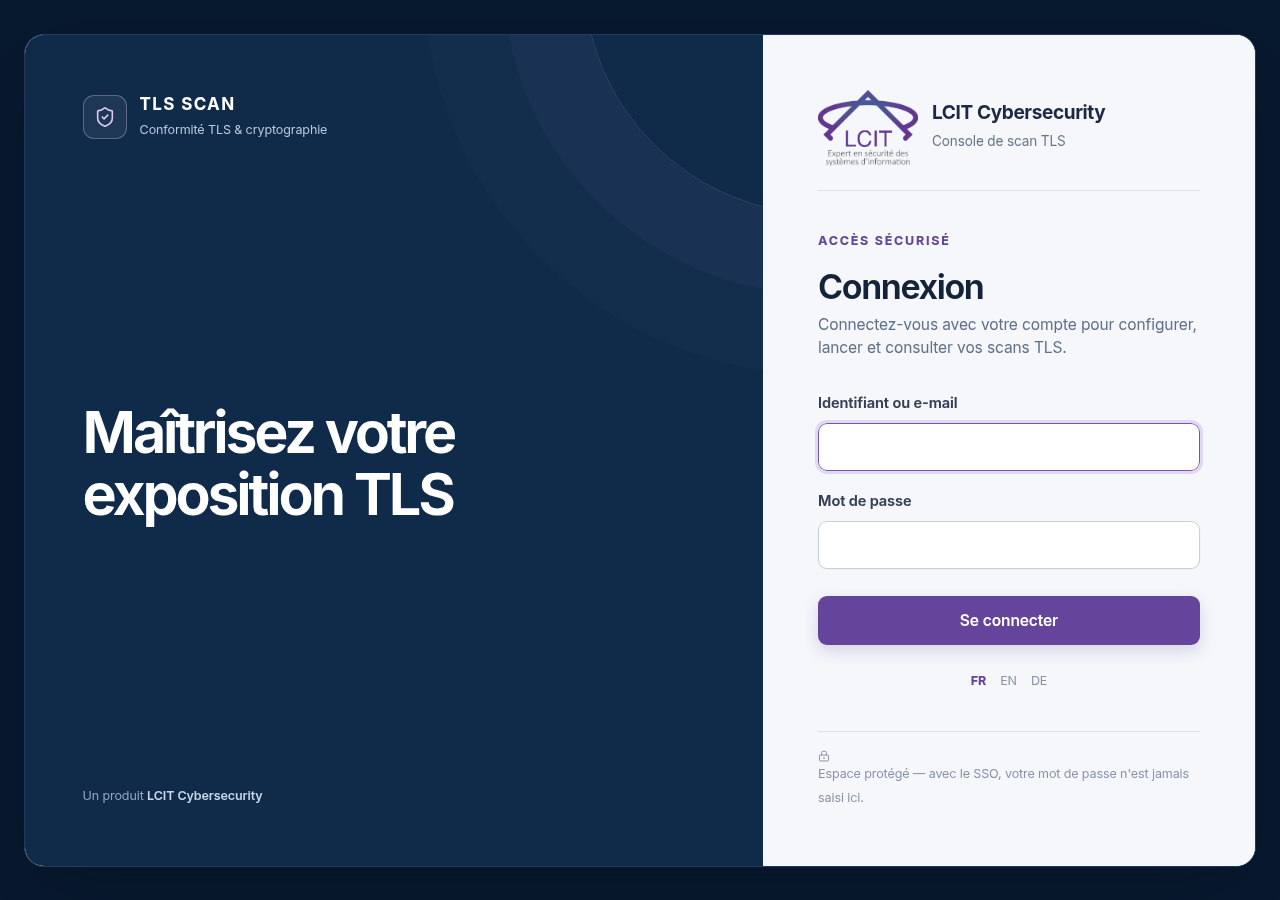 TLS SCAN
Conformité TLS & cryptographie
Maîtrisez votre
exposition TLS
Un produit LCIT Cybersecurity
LCIT
Expert en sécurité des
systèmes d'information
LCIT Cybersecurity
Console de scan TLS
ACCÈS SÉCURISÉ
Connexion
Connectez-vous avec votre compte pour configurer,
lancer et consulter vos scans TLS.
Identifiant ou e-mail
Mot de passe
Se connecter
FR EN DE
Espace protégé — avec le SSO, votre mot de passe n'est jamais
saisi ici.